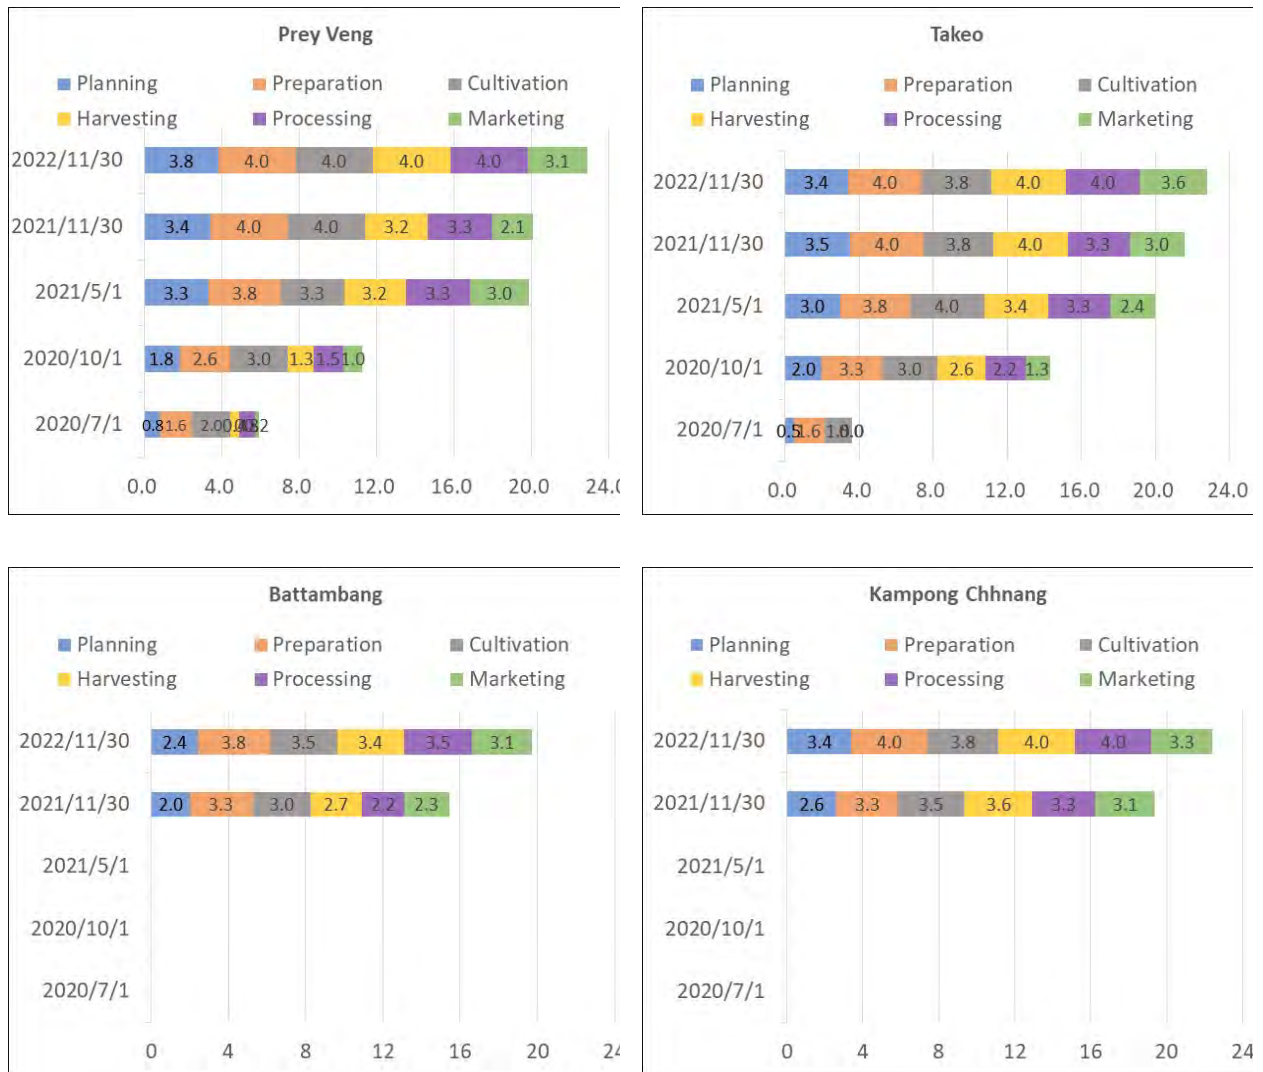 Prey Veng
Planning Preparation Cultivation
Harvesting Processing Marketing
2022/11/30 3.8 4.0 4.0 4.0 4.0 3.1
2021/11/30 3.4 4.0 4.0 3.2 3.3 2.1
2021/5/1 3.3 3.8 3.3 3.2 3.3 3.0
2020/10/1 1.8 2.6 3.0 1.3 1.5 1.0
2020/7/1 0.8 1.6 2.0
0.0 4.0 8.0 12.0 16.0 20.0 24.0
Takeo
Planning Preparation Cultivation
Harvesting Processing Marketing
2022/11/30 3.4 4.0 3.8 4.0 4.0 3.6
2021/11/30 3.5 4.0 3.8 4.0 3.3 3.0
2021/5/1 3.0 3.8 4.0 3.4 3.3 2.4
2020/10/1 2.0 3.3 3.0 2.6 2.2 1.3
2020/7/1 0.5 1.6
0.0 4.0 8.0 12.0 16.0 20.0 24.0
Battambang
Planning Preparation Cultivation
Harvesting Processing Marketing
2022/11/30 2.4 3.8 3.5 3.4 3.5 3.1
2021/11/30 2.0 3.3 3.0 2.7 2.2 2.3
2021/5/1
2020/10/1
2020/7/1
0 4 8 12 16 20 24
Kampong Chhnang
Planning Preparation Cultivation
Harvesting Processing Marketing
2022/11/30 3.4 4.0 3.8 4.0 4.0 3.3
2021/11/30 2.6 3.3 3.5 3.6 3.3 3.1
2021/5/1
2020/10/1
2020/7/1
0 4 8 12 16 20 24